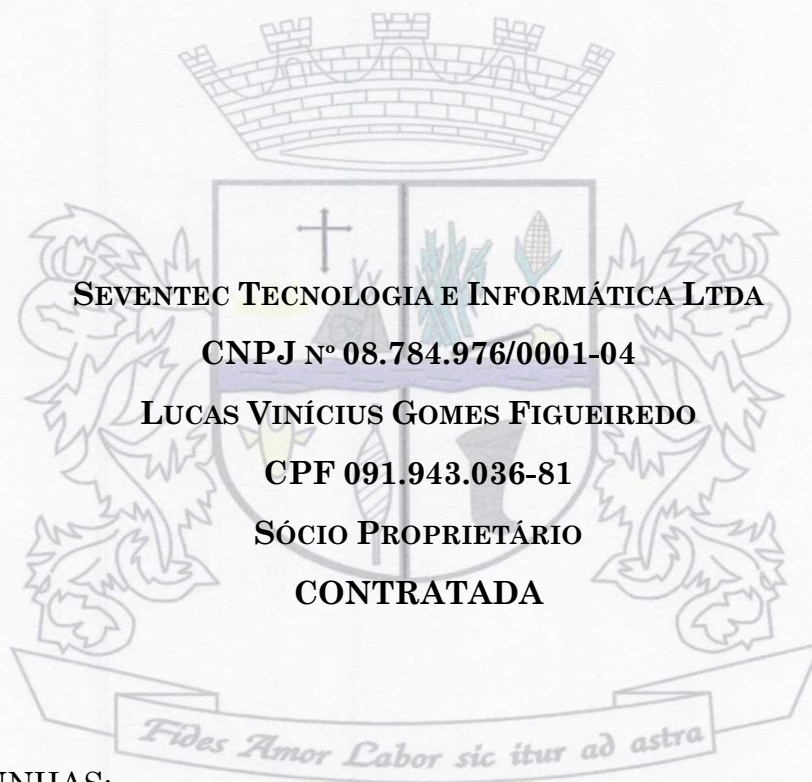 SEVENTEC TECNOLOGIA E INFORMÁTICA LTDA
CNPJ Nº 08.784.976/0001-04
LUCAS VINÍCIUS GOMES FIGUEIREDO
CPF 091.943.036-81
SÓCIO PROPRIETÁRIO
CONTRATADA
Fides Amor Labor sic itur ad astra